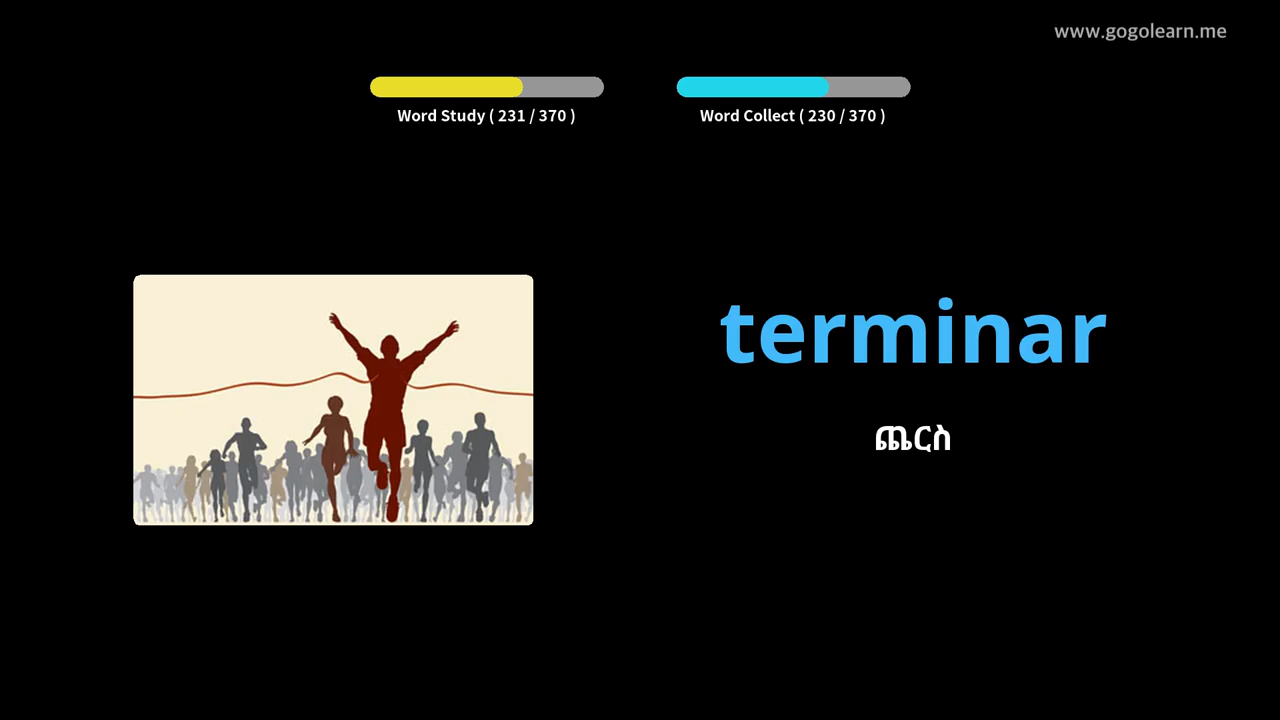 www.gogolearn.me
Word Study ( 231 / 370 )
Word Collect ( 230 / 370 )
terminar
ጨርስ